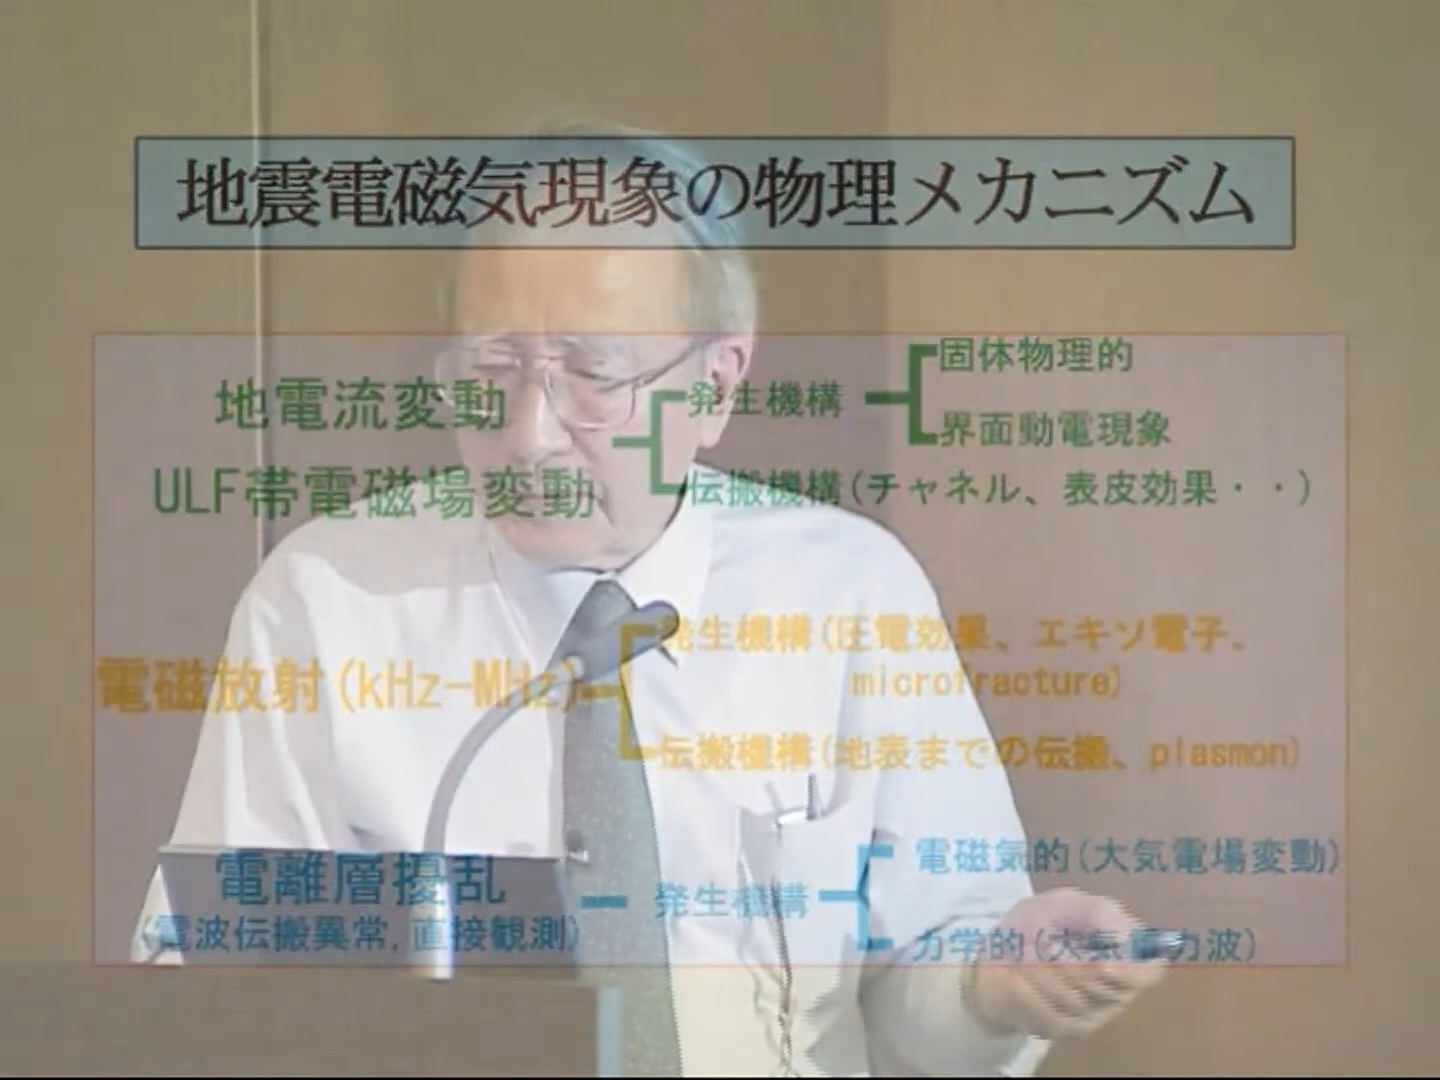 地震電磁気現象の物理メカニズム
地電流変動
ULF帯電磁場変動
発生機構
固体物理的
界面動電現象
伝搬機構(チャネル、表皮効果・・)
電磁放射(kHz-MHz)
発生機構(圧電効果、エキソ電子、
microfracture)
伝搬機構(地表までの伝搬、plasmon)
電離層擾乱
(電波伝搬異常, 直接観測)
発生機構
電磁気的(大気電場変動)
力学的(大気重力波)